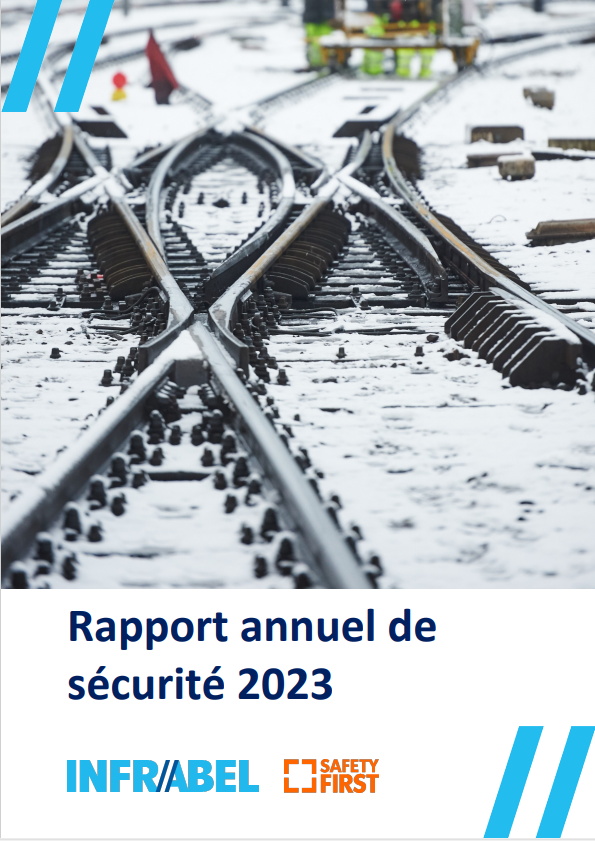 Rapport annuel de
sécurité 2023
INFRABEL
SAFETY
FIRST